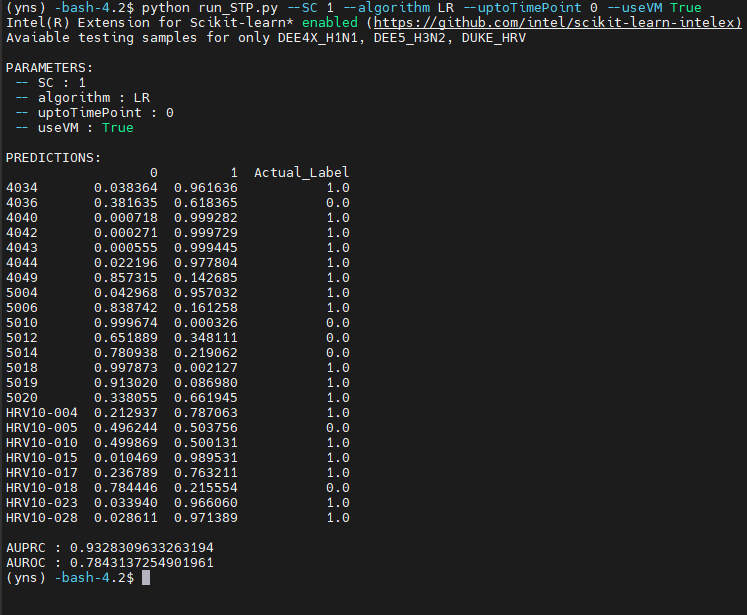 (yns) -bash-4.2$ python run_STP.py --SC 1 --algorithm LR --uptoTimePoint 0 --useVM True
Intel(R) Extension for Scikit-learn* enabled (https://github.com/intel/scikit-learn-intelex)
Avaiable testing samples for only DEE4X_H1N1, DEE5_H3N2, DUKE_HRV
PARAMETERS:
-- SC : 1
-- algorithm : LR
-- uptoTimePoint : 0
-- useVM : True
PREDICTIONS:
0 1 Actual_Label
4034 0.038364 0.961636 1.0
4036 0.381635 0.618365 0.0
4040 0.000718 0.999282 1.0
4042 0.000271 0.999729 1.0
4043 0.000555 0.999445 1.0
4044 0.022196 0.977804 1.0
4049 0.857315 0.142685 1.0
5004 0.042968 0.957032 1.0
5006 0.838742 0.161258 1.0
5010 0.999674 0.000326 0.0
5012 0.651889 0.348111 0.0
5014 0.780938 0.219062 0.0
5018 0.997873 0.002127 1.0
5019 0.913020 0.086980 1.0
5020 0.338055 0.661945 1.0
HRV10-004 0.212937 0.787063 1.0
HRV10-005 0.496244 0.503756 0.0
HRV10-010 0.499869 0.500131 1.0
HRV10-015 0.010469 0.989531 1.0
HRV10-017 0.236789 0.763211 1.0
HRV10-018 0.784446 0.215554 0.0
HRV10-023 0.033940 0.966060 1.0
HRV10-028 0.028611 0.971389 1.0
AUPRC : 0.9328309633263194
AUROC : 0.7843137254901961
(yns) -bash-4.2$